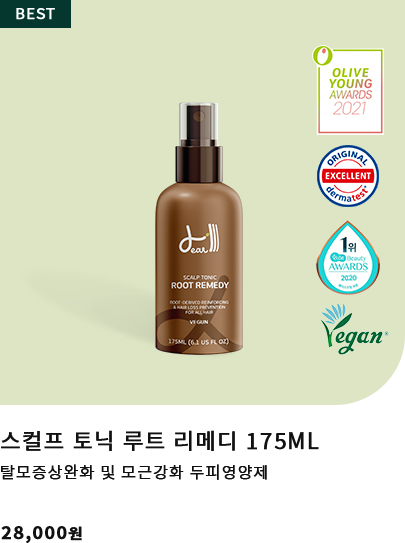 BEST
OLIVE
YOUNG
AWARDS
2021
ORIGINAL
EXCELLENT
dermatest®
1위
Beauty
AWARDS
2020
Vegan®
dear
SCALP TONIC
ROOT REMEDY
ROOT-DERIVED REINFORCING
& HAIR LOSS PREVENTION
FOR ALL HAIR
VEGUN
175ML (6.1 US FL OZ)
스컬프 토닉 루트 리메디 175ML
탈모증상완화 및 모근강화 두피영양제
28,000원